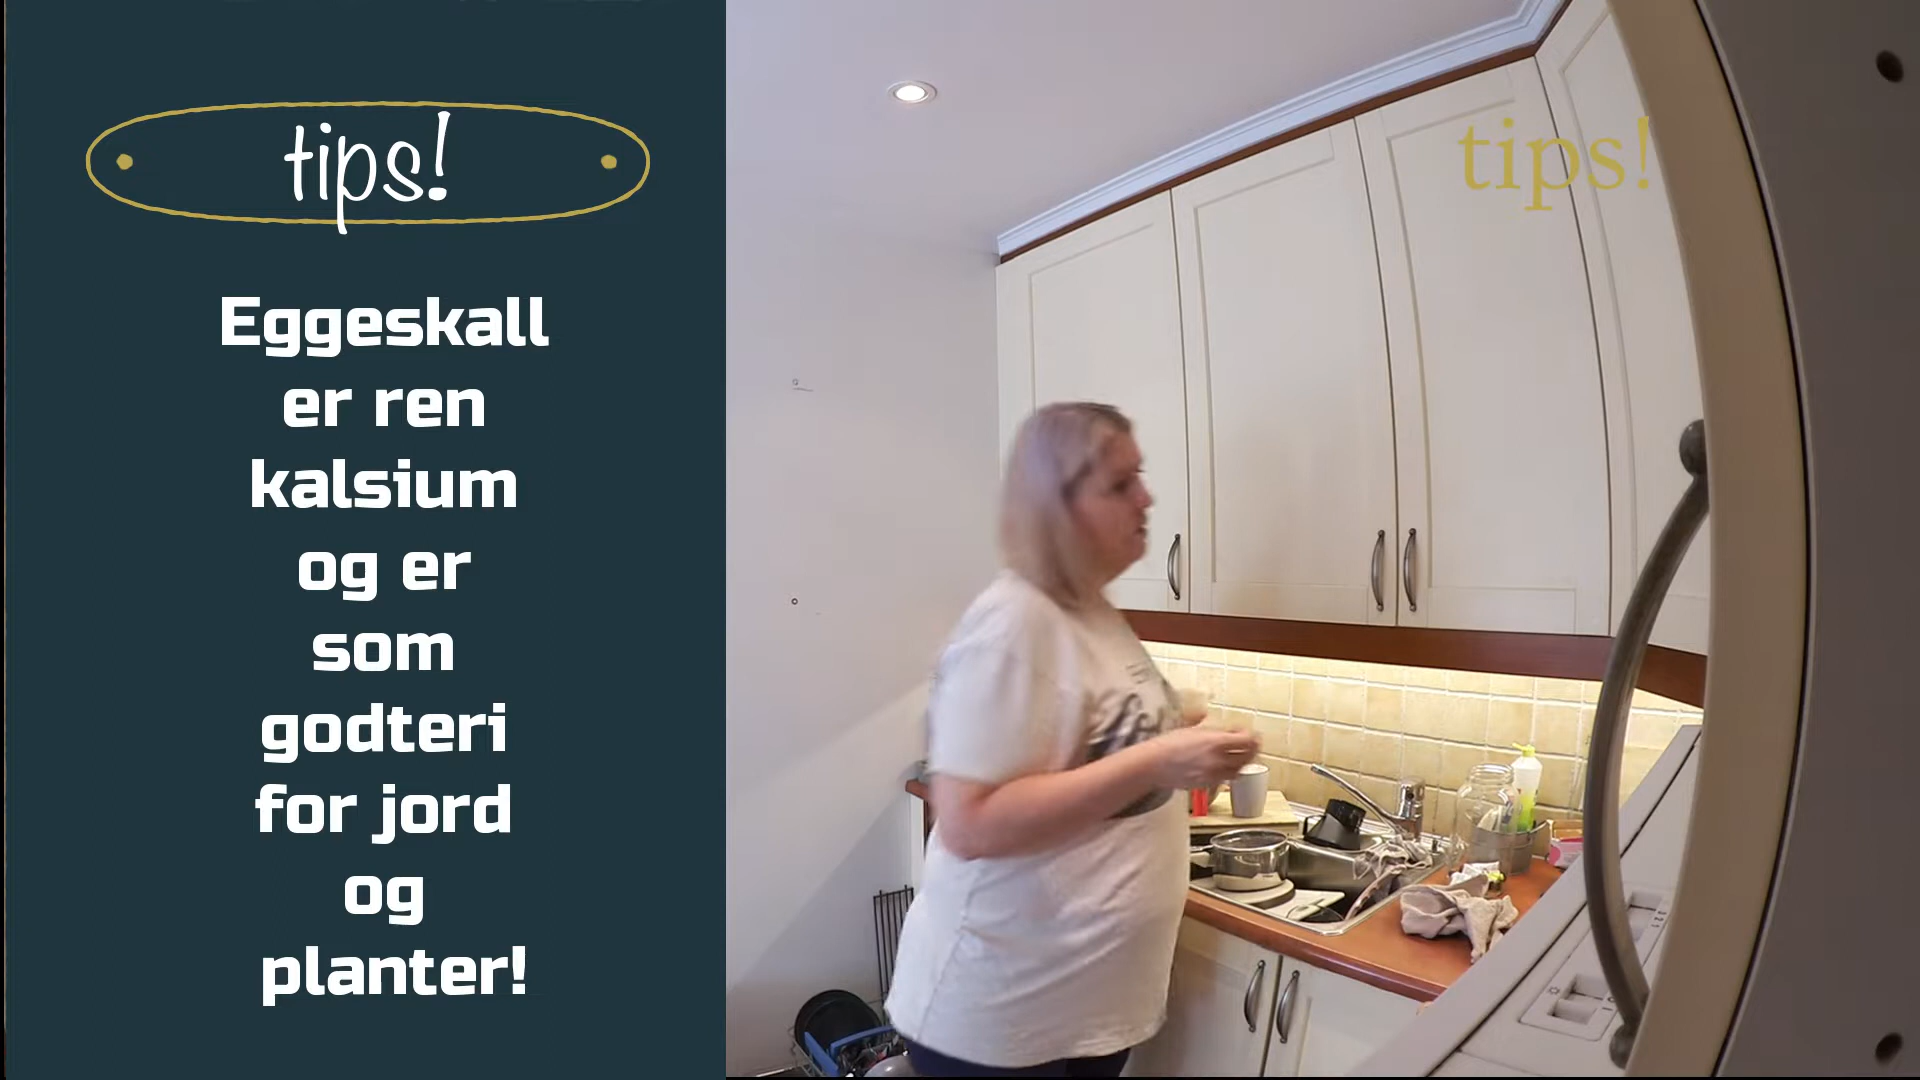 tips!
Eggeskall
er ren
kalsium
og er
som
godteri
for jord
og
planter!
tips!